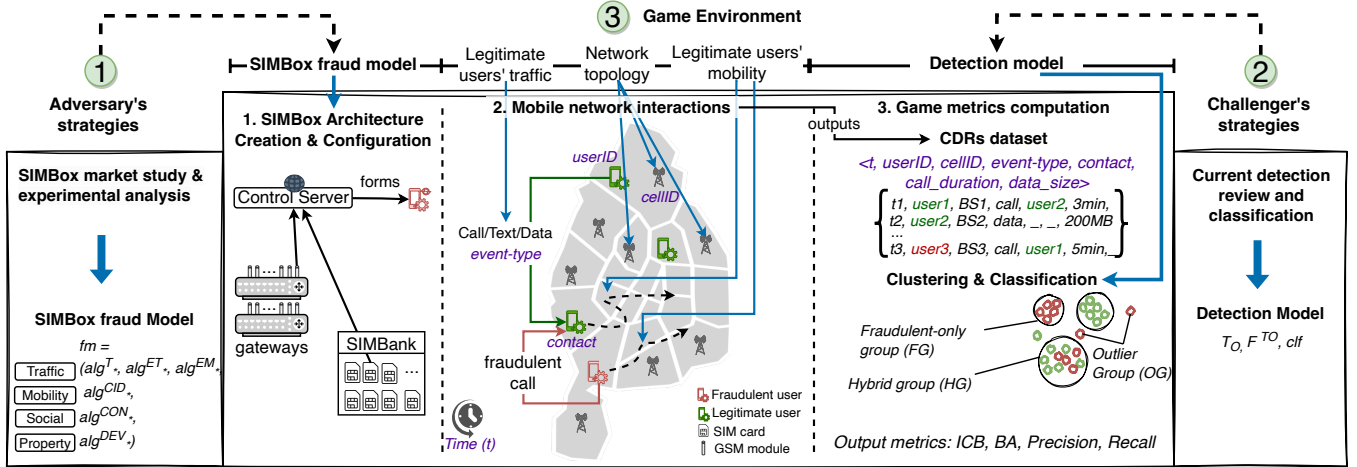 3
Game Environment
1
Adversary's
strategies
SIMBox fraud model
Legitimate
users' traffic
Network
topology
Legitimate users'
mobility
Detection model
2
Challenger's
strategies
SIMBox market study &
experimental analysis
SIMBox fraud Model
fm =
Traffic (alg^T*, alg^ET*, alg^EM*,
Mobility alg^CID*,
Social alg^CON*,
Property alg^DEV*)
1. SIMBox Architecture
Creation & Configuration
Control Server
forms
gateways
SIMBank
...
2. Mobile network interactions
outputs
userID
cellID
Call/Text/Data
event-type
contact
fraudulent
call
Time (t)
Fraudulent user
Legitimate user
SIM card
GSM module
3. Game metrics computation
CDRs dataset
<t, userID, cellID, event-type, contact,
call_duration, data_size>
t1, user1, BS1, call, user2, 3min,_
t2, user2, BS2, data, _, _, 200MB
...
t3, user3, BS3, call, user1, 5min,_
Clustering & Classification
Fraudulent-only
group (FG)
Hybrid group (HG)
Outlier
Group (OG)
Output metrics: ICB, BA, Precision, Recall
Current detection
review and
classification
Detection Model
T_O, F^TO, clf